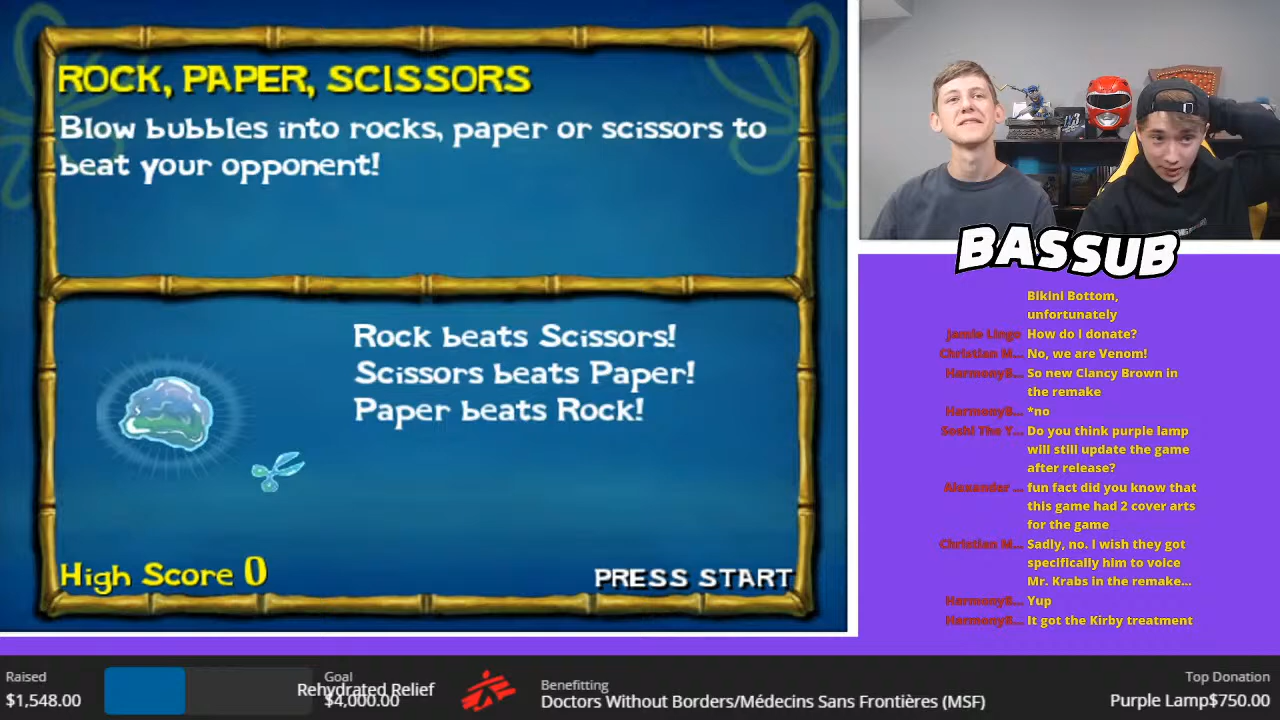 ROCK, PAPER, SCISSORS
Blow bubbles into rocks, paper or scissors to
beat your opponent!
Rock beats Scissors!
Scissors beats Paper!
Paper beats Rock!
High Score 0
PRESS START
BASSUB
Bikini Bottom,
unfortunately
Jamie Lingo How do I donate?
Christian M... No, we are Venom!
HarmonyB... So new Clancy Brown in
the remake
HarmonyB... *no
Soshi The Y... Do you think purple lamp
will still update the game
after release?
Alexander ... fun fact did you know that
this game had 2 cover arts
for the game
Christian M... Sadly, no. I wish they got
specifically him to voice
Mr. Krabs in the remake...
HarmonyB... Yup
HarmonyB... It got the Kirby treatment
Raised
$1,548.00
Goal
$4,000.00
Rehydrated Relief
Benefitting
Doctors Without Borders/Médecins Sans Frontières (MSF)
Top Donation
Purple Lamp$750.00